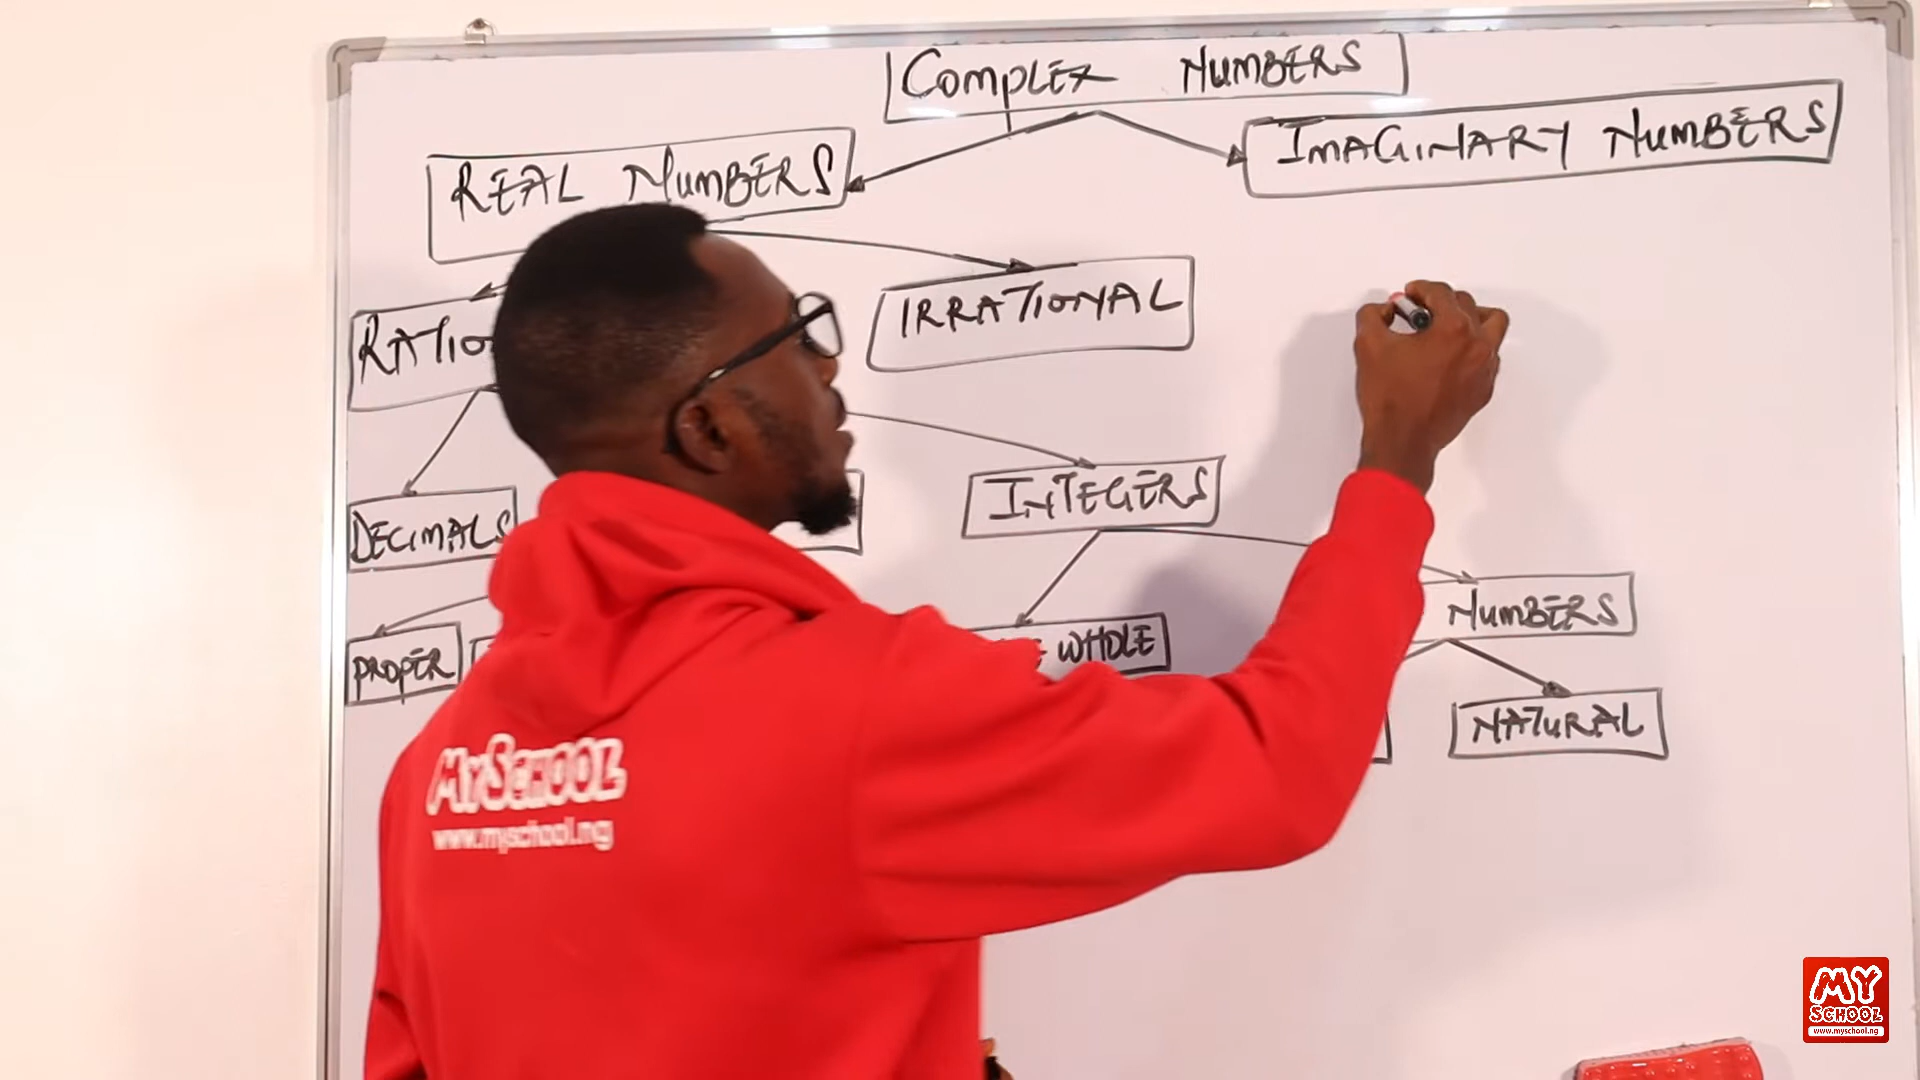 COMPLEX NUMBERS
REAL NUMBERS
IMAGINARY NUMBERS
IRRATIONAL
INTEGERS
DECIMALS
NUMBERS
WHOLE
PROPER
NATURAL
MYSCHOOL
www.myschool.ng
MY
SCHOOL
www.myschool.ng